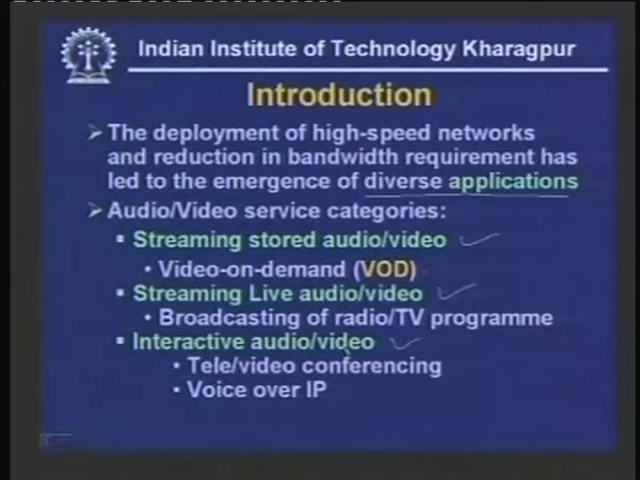 Indian Institute of Technology Kharagpur
Introduction
The deployment of high-speed networks
and reduction in bandwidth requirement has
led to the emergence of diverse applications
Audio/Video service categories:
Streaming stored audio/video
Video-on-demand (VOD)
Streaming Live audio/video
Broadcasting of radio/TV programme
Interactive audio/video
Tele/video conferencing
Voice over IP